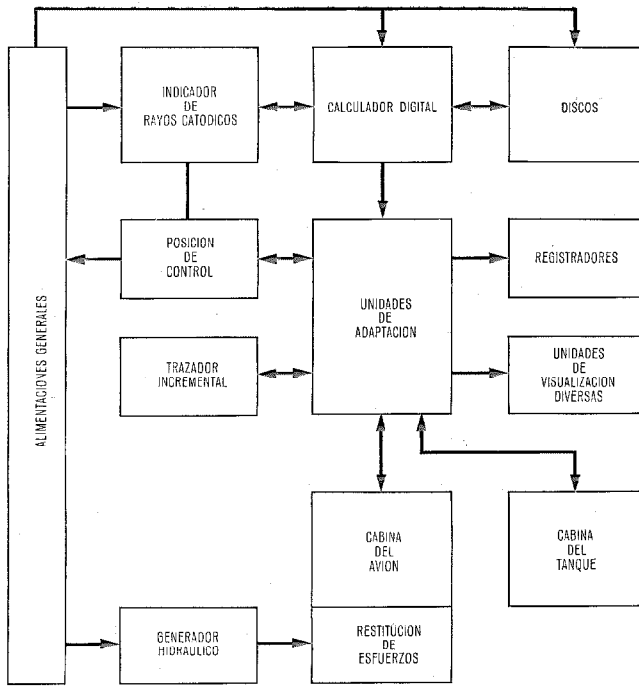 INDICADOR
DE
RAYOS CATODICOS
CALCULADOR DIGITAL
DISCOS
POSICION
DE
CONTROL
UNIDADES
DE
ADAPTACION
REGISTRADORES
TRAZADOR
INCREMENTAL
UNIDADES
DE
VISUALIZACION
DIVERSAS
ALIMENTACIONES GENERALES
CABINA
DEL
AVION
CABINA
DEL
TANQUE
GENERADOR
HIDRAULICO
RESTITUCION
DE
ESFUERZOS